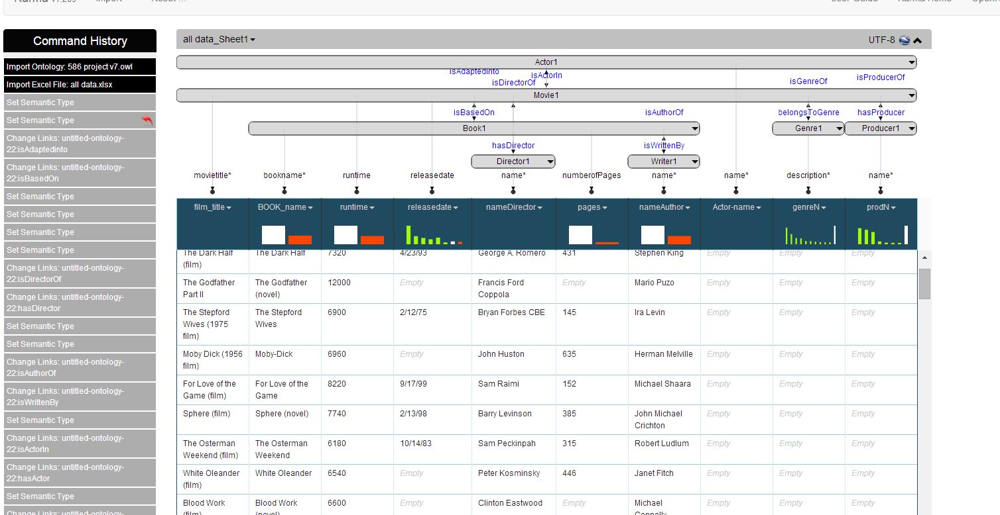 Karma v1.205 Import Reset ... User Guide Karma Home
Command History
Import Ontology: 586 project v7.owl
Import Excel File: all data.xlsx
Set Semantic Type
Set Semantic Type
Change Links: untitled-ontology-
22:isAdaptedinto
Change Links: untitled-ontology-
22:isBasedOn
Set Semantic Type
Set Semantic Type
Set Semantic Type
Set Semantic Type
Change Links: untitled-ontology-
22:isDirectorOf
Change Links: untitled-ontology-
22:hasDirector
Set Semantic Type
Set Semantic Type
Change Links: untitled-ontology-
22:isAuthorOf
Change Links: untitled-ontology-
22:isWrittenBy
Set Semantic Type
Change Links: untitled-ontology-
22:isActorIn
Change Links: untitled-ontology-
22:hasActor
Set Semantic Type
Change Links: untitled-ontology-
all data_Sheet1 UTF-8
Actor1
isAdaptedinto isActorIn
isDirectorOf isGenreOf isProducerOf
Movie1
isBasedOn isAuthorOf belongsToGenre hasProducer
Book1 Genre1 Producer1
hasDirector isWrittenBy
Director1 Writer1
movietitle* bookname* runtime releasedate name* numberofPages name* name* description* name*
film_title BOOK_name runtime releasedate nameDirector pages nameAuthor Actor-name genreN prodN
The Dark Half The Dark Half 7320 4/23/93 George A. Romero 431 Stephen King Empty Empty Empty
(film)
The Godfather The Godfather 12000 Empty Francis Ford Empty Mario Puzo Empty Empty Empty
Part II (novel) Coppola
The Stepford The Stepford 6900 2/12/75 Bryan Forbes CBE 145 Ira Levin Empty Empty Empty
Wives (1975 Wives
film)
Moby Dick (1956 Moby-Dick 6960 Empty John Huston 635 Herman Melville Empty Empty Empty
film)
For Love of the For Love of the 8220 9/17/99 Sam Raimi 152 Michael Shaara Empty Empty Empty
Game (film) Game
Sphere (film) Sphere (novel) 7740 2/13/98 Barry Levinson 385 John Michael Empty Empty Empty
Crichton
The Osterman The Osterman 6180 10/14/83 Sam Peckinpah 315 Robert Ludlum Empty Empty Empty
Weekend (film) Weekend
White Oleander White Oleander 6540 Empty Peter Kosminsky 446 Janet Fitch Empty Empty Empty
(film)
Blood Work Blood Work 6600 Empty Clinton Eastwood Empty Michael Empty Empty Empty
(film) (novel) Connelly